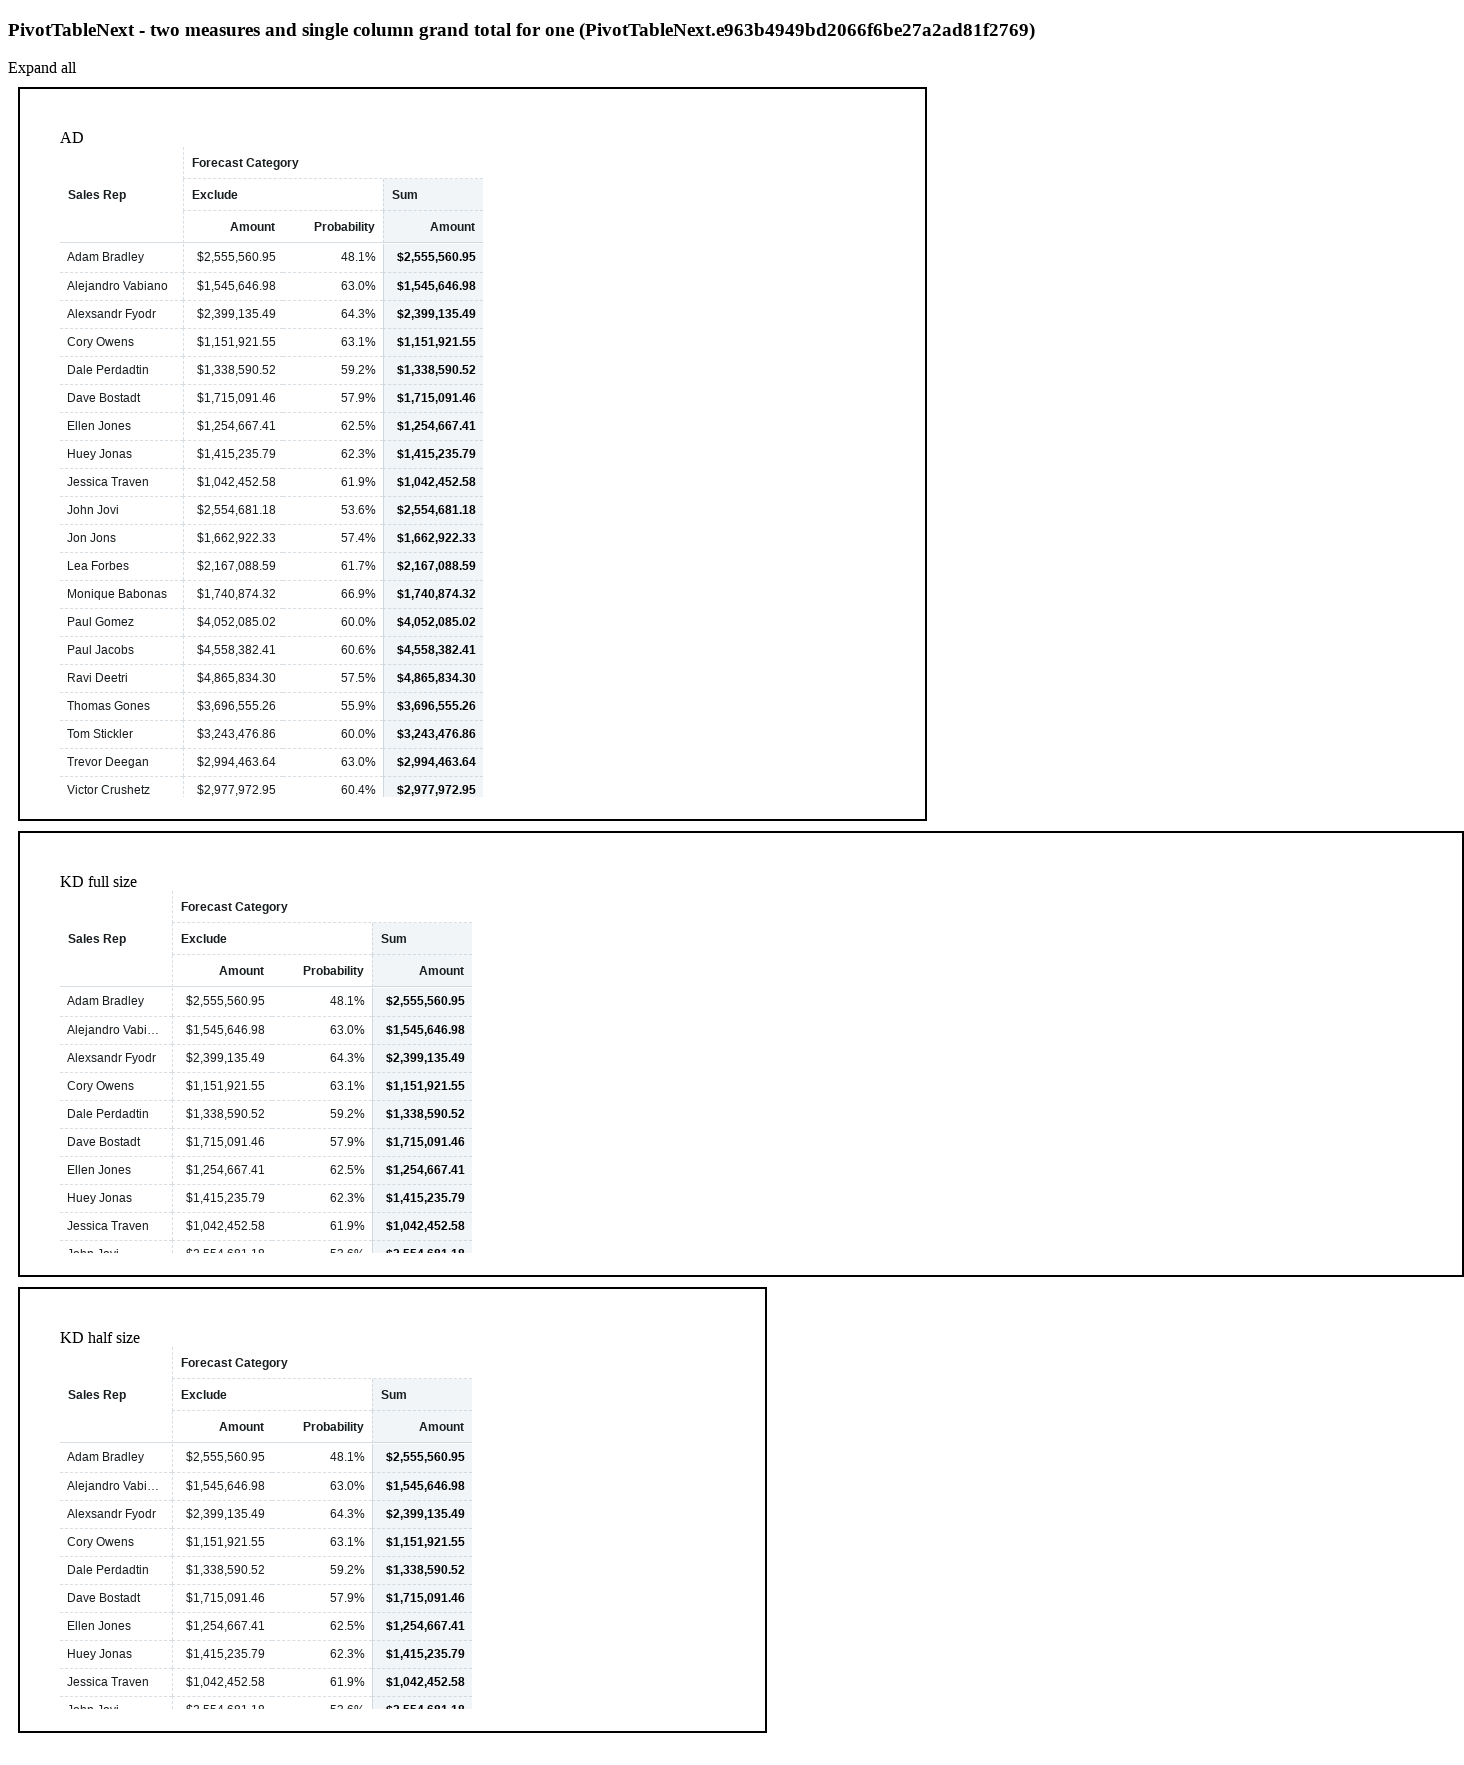 PivotTableNext - two measures and single column grand total for one (PivotTableNext.e963b4949bd2066f6be27a2ad81f2769)
Expand all
AD
Forecast Category
Sales Rep Exclude Sum
Amount Probability Amount
Adam Bradley $2,555,560.95 48.1% $2,555,560.95
Alejandro Vabiano $1,545,646.98 63.0% $1,545,646.98
Alexsandr Fyodr $2,399,135.49 64.3% $2,399,135.49
Cory Owens $1,151,921.55 63.1% $1,151,921.55
Dale Perdadtin $1,338,590.52 59.2% $1,338,590.52
Dave Bostadt $1,715,091.46 57.9% $1,715,091.46
Ellen Jones $1,254,667.41 62.5% $1,254,667.41
Huey Jonas $1,415,235.79 62.3% $1,415,235.79
Jessica Traven $1,042,452.58 61.9% $1,042,452.58
John Jovi $2,554,681.18 53.6% $2,554,681.18
Jon Jons $1,662,922.33 57.4% $1,662,922.33
Lea Forbes $2,167,088.59 61.7% $2,167,088.59
Monique Babonas $1,740,874.32 66.9% $1,740,874.32
Paul Gomez $4,052,085.02 60.0% $4,052,085.02
Paul Jacobs $4,558,382.41 60.6% $4,558,382.41
Ravi Deetri $4,865,834.30 57.5% $4,865,834.30
Thomas Gones $3,696,555.26 55.9% $3,696,555.26
Tom Stickler $3,243,476.86 60.0% $3,243,476.86
Trevor Deegan $2,994,463.64 63.0% $2,994,463.64
Victor Crushetz $2,977,972.95 60.4% $2,977,972.95
KD full size
Forecast Category
Sales Rep Exclude Sum
Amount Probability Amount
Adam Bradley $2,555,560.95 48.1% $2,555,560.95
Alejandro Vabi… $1,545,646.98 63.0% $1,545,646.98
Alexsandr Fyodr $2,399,135.49 64.3% $2,399,135.49
Cory Owens $1,151,921.55 63.1% $1,151,921.55
Dale Perdadtin $1,338,590.52 59.2% $1,338,590.52
Dave Bostadt $1,715,091.46 57.9% $1,715,091.46
Ellen Jones $1,254,667.41 62.5% $1,254,667.41
Huey Jonas $1,415,235.79 62.3% $1,415,235.79
Jessica Traven $1,042,452.58 61.9% $1,042,452.58
John Jovi $2,554,681.18 53.6% $2,554,681.18
KD half size
Forecast Category
Sales Rep Exclude Sum
Amount Probability Amount
Adam Bradley $2,555,560.95 48.1% $2,555,560.95
Alejandro Vabi… $1,545,646.98 63.0% $1,545,646.98
Alexsandr Fyodr $2,399,135.49 64.3% $2,399,135.49
Cory Owens $1,151,921.55 63.1% $1,151,921.55
Dale Perdadtin $1,338,590.52 59.2% $1,338,590.52
Dave Bostadt $1,715,091.46 57.9% $1,715,091.46
Ellen Jones $1,254,667.41 62.5% $1,254,667.41
Huey Jonas $1,415,235.79 62.3% $1,415,235.79
Jessica Traven $1,042,452.58 61.9% $1,042,452.58
John Jovi $2,554,681.18 53.6% $2,554,681.18